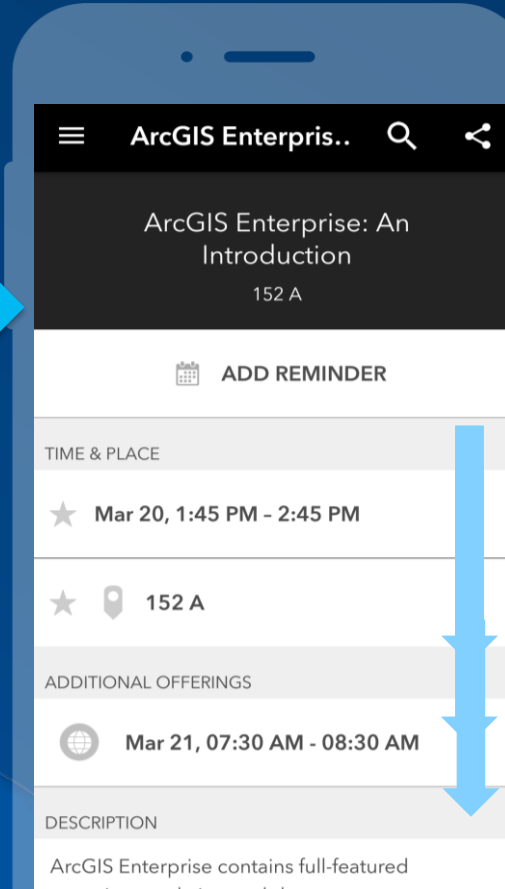 ArcGIS Enterpris..
ArcGIS Enterprise: An
Introduction
152 A
ADD REMINDER
TIME & PLACE
Mar 20, 1:45 PM – 2:45 PM
152 A
ADDITIONAL OFFERINGS
Mar 21, 07:30 AM - 08:30 AM
DESCRIPTION
ArcGIS Enterprise contains full-featured